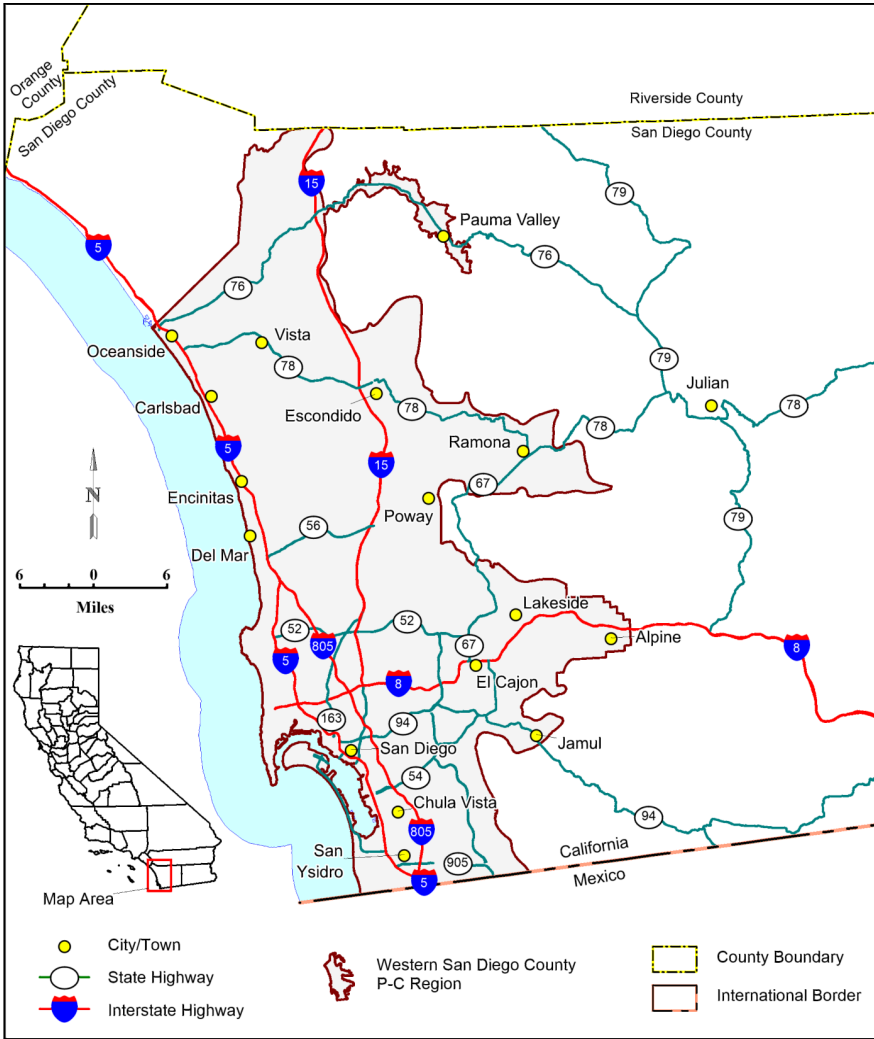 Orange
County
San Diego County
Riverside County
San Diego County
15
79
Pauma Valley
5
76
76
Oceanside
Vista
78
79
Julian
Carlsbad
Escondido
78
78
78
5
15
Ramona
67
N
Encinitas
Poway
56
79
Del Mar
6
0
6
Miles
Lakeside
52
52
805
Alpine
5
67
8
El Cajon
8
163
94
San Diego
Jamul
54
Chula Vista
94
805
San
Ysidro
905
California
Mexico
5
Map Area
City/Town
State Highway
Interstate Highway
Western San Diego County
P-C Region
County Boundary
International Border